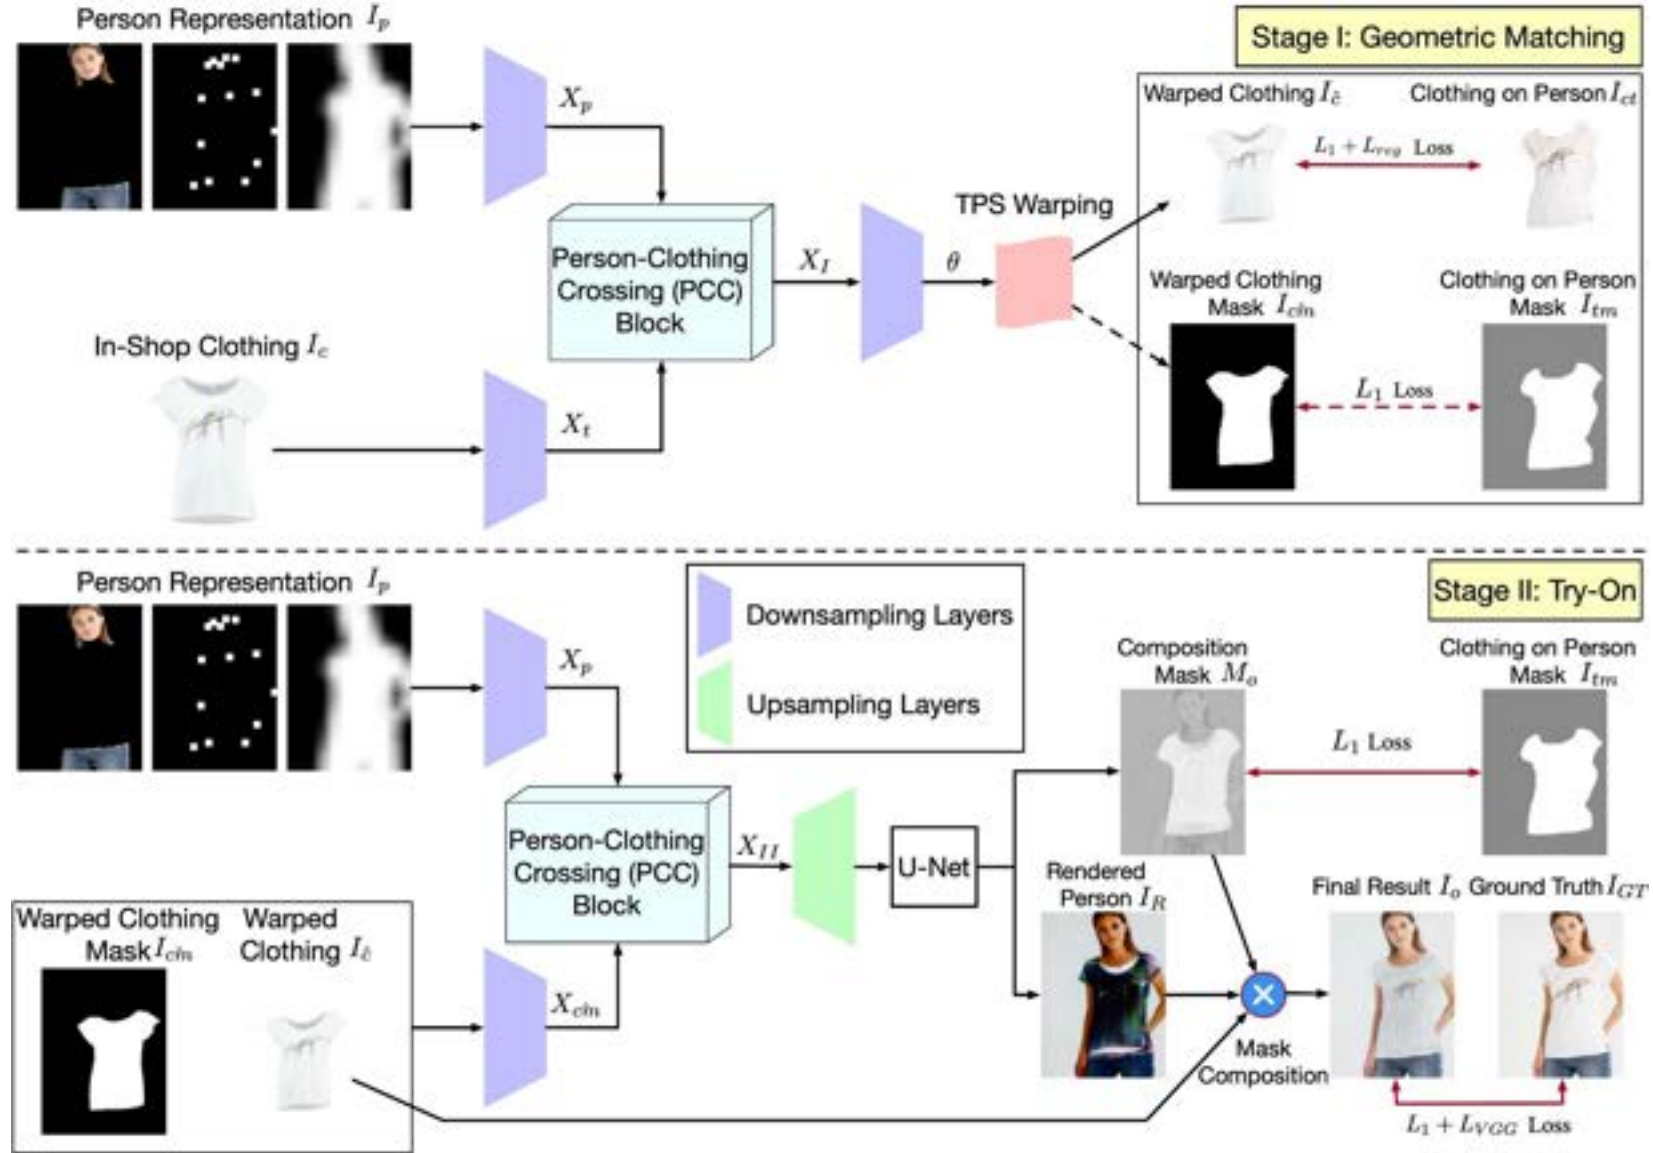 Person Representation I_p
Stage I: Geometric Matching
X_p
Warped Clothing I_ĉ
Clothing on Person I_ct
L_1 + L_reg Loss
TPS Warping
Person-Clothing
Crossing (PCC)
Block
X_I
θ
Warped Clothing
Mask I_ĉm
Clothing on Person
Mask I_tm
In-Shop Clothing I_c
L_1 Loss
X_t
Person Representation I_p
Stage II: Try-On
Downsampling Layers
Upsampling Layers
X_p
Composition
Mask M_o
Clothing on Person
Mask I_tm
L_1 Loss
Person-Clothing
Crossing (PCC)
Block
X_II
U-Net
Rendered
Person I_R
Final Result I_o
Ground Truth I_GT
Warped Clothing
Mask I_ĉm
Warped
Clothing I_ĉ
X_ĉm
Mask
Composition
L_1 + L_VGG Loss